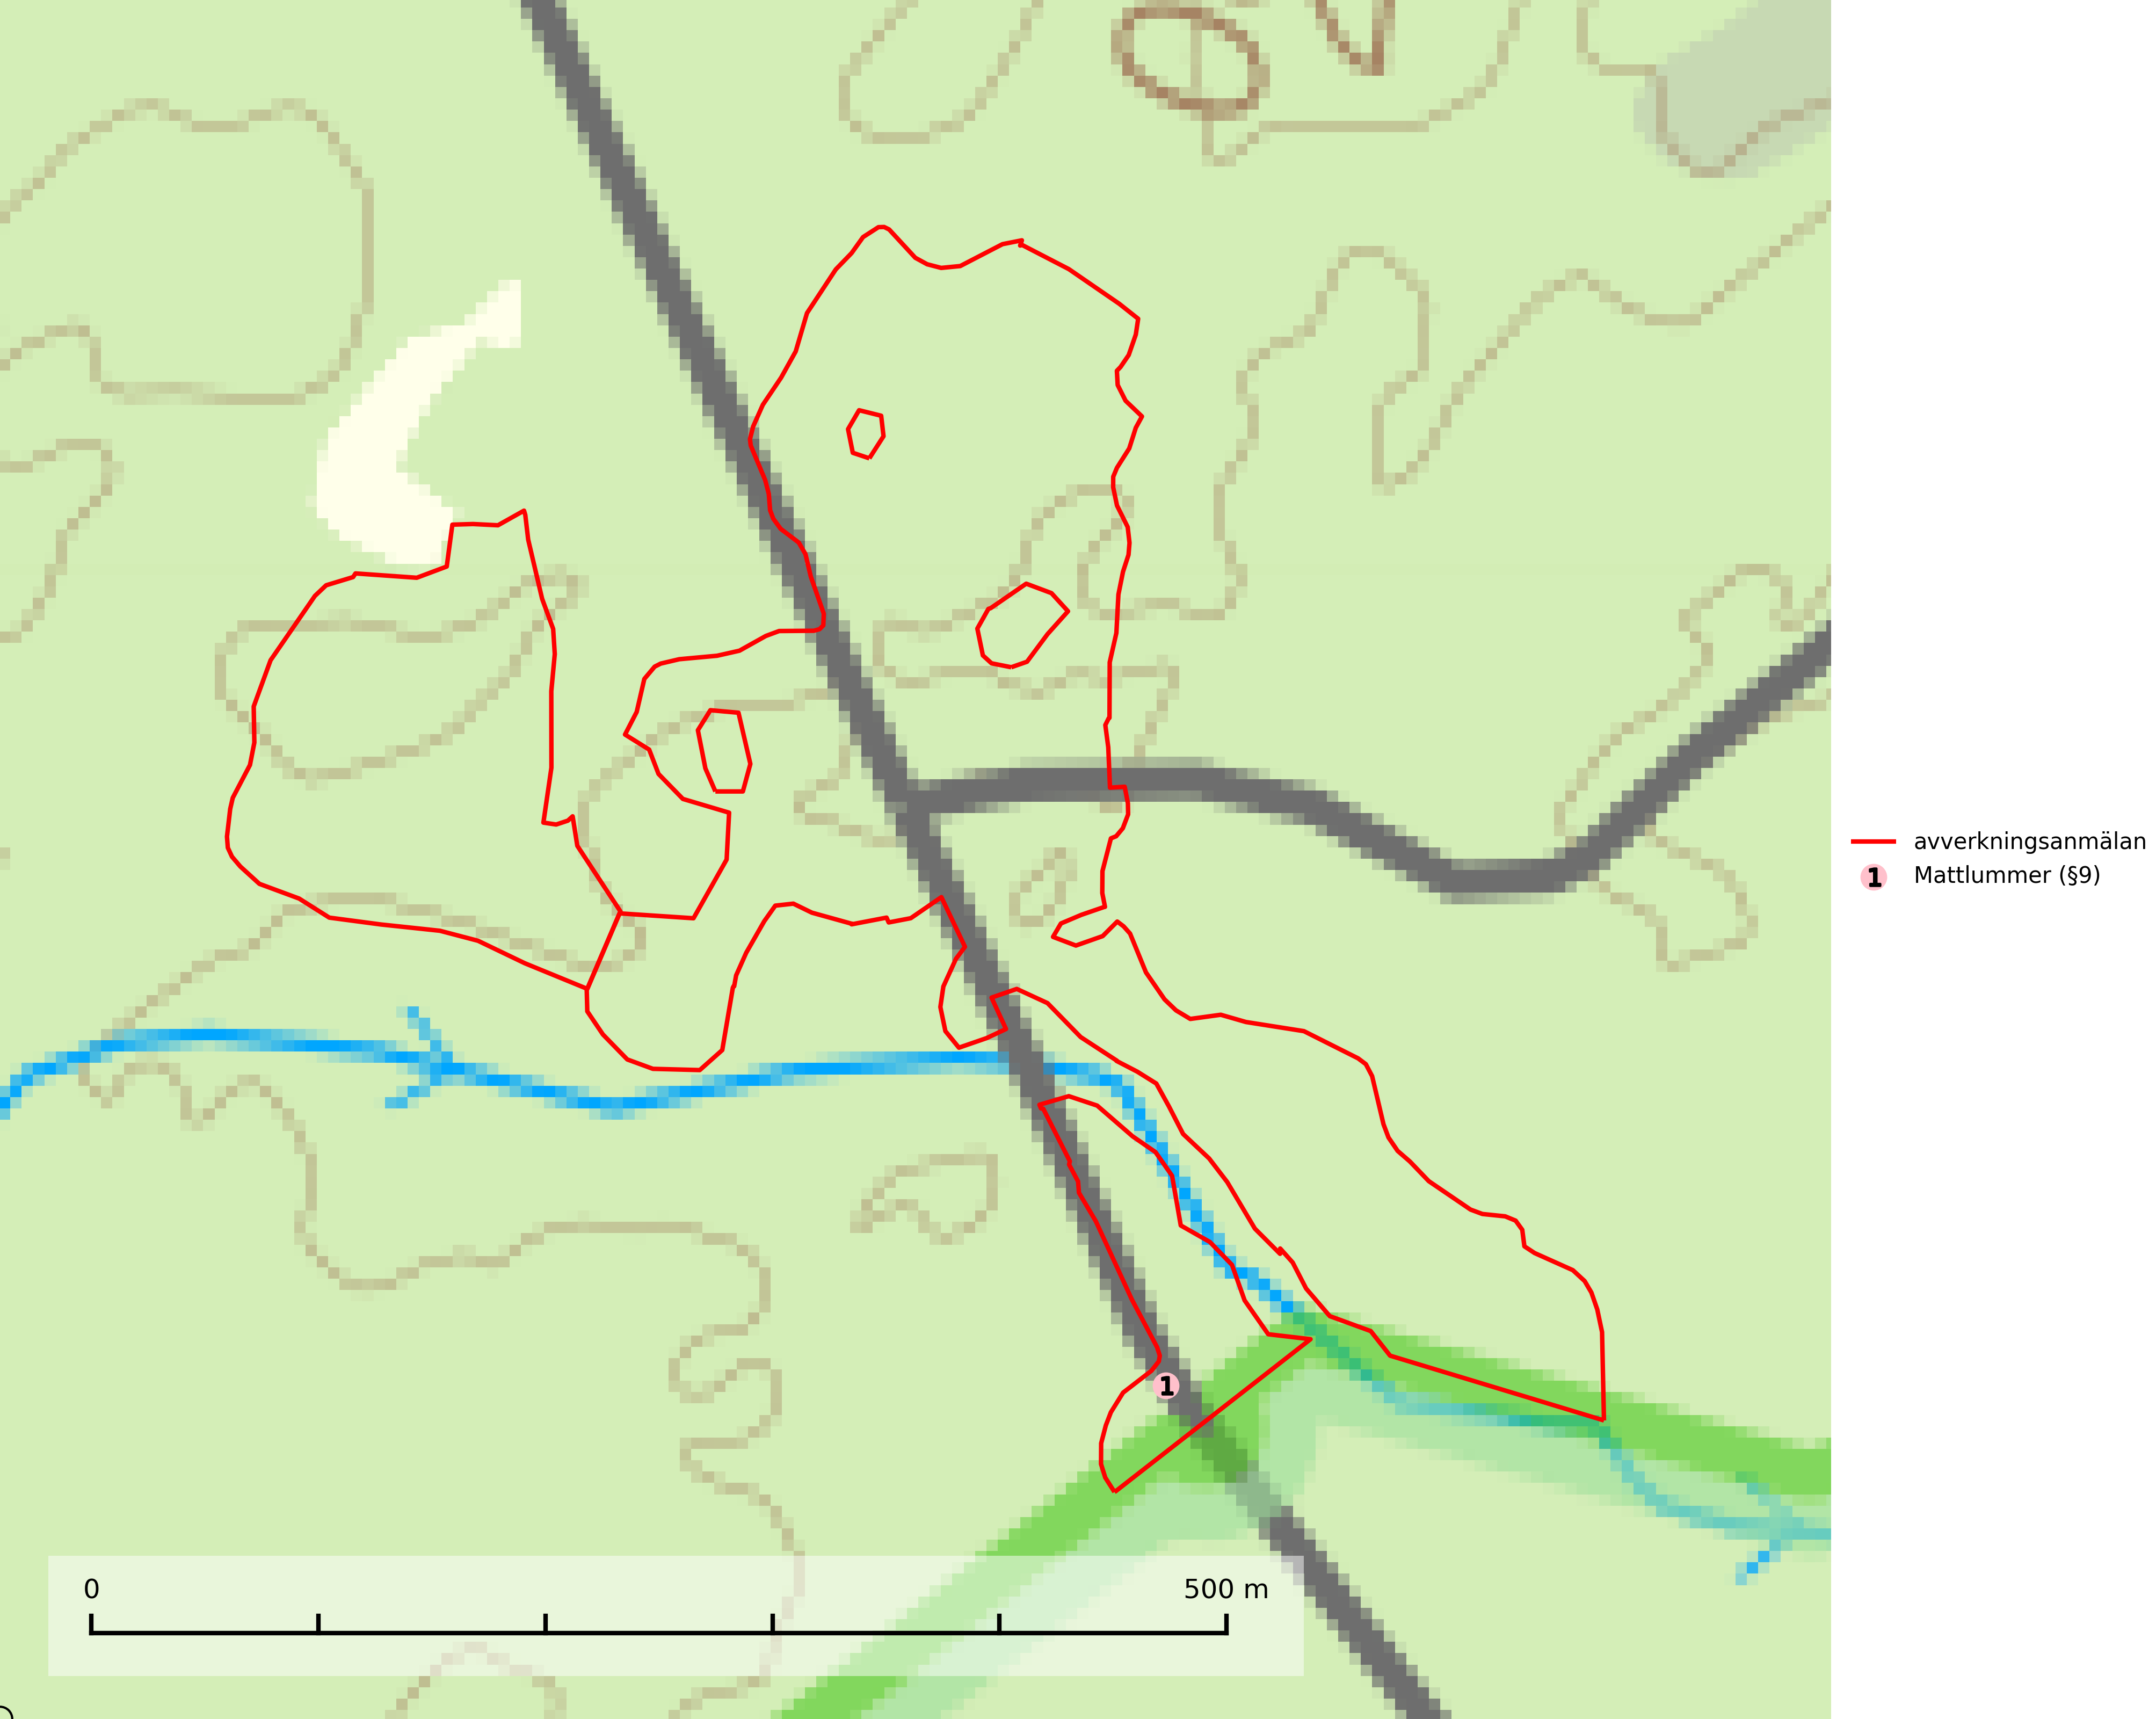 avverkningsanmälan
1 Mattlummer (§9)
1
0 500 m